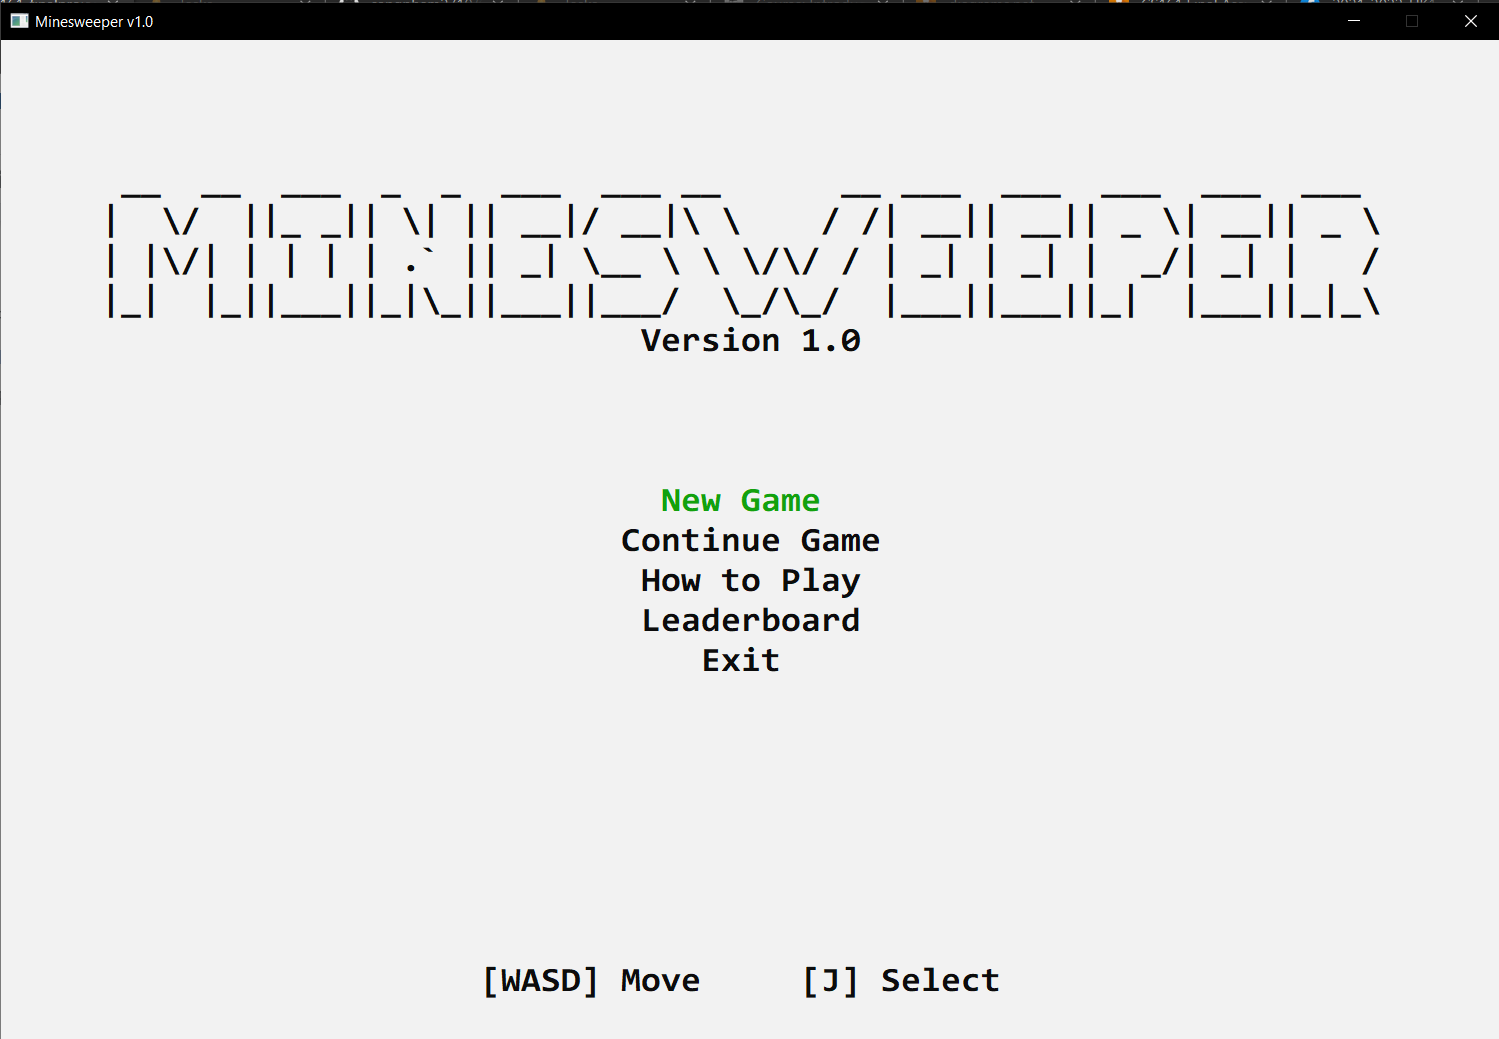 Minesweeper v1.0
MINESWEEPER
Version 1.0
New Game
Continue Game
How to Play
Leaderboard
Exit
[WASD] Move [J] Select